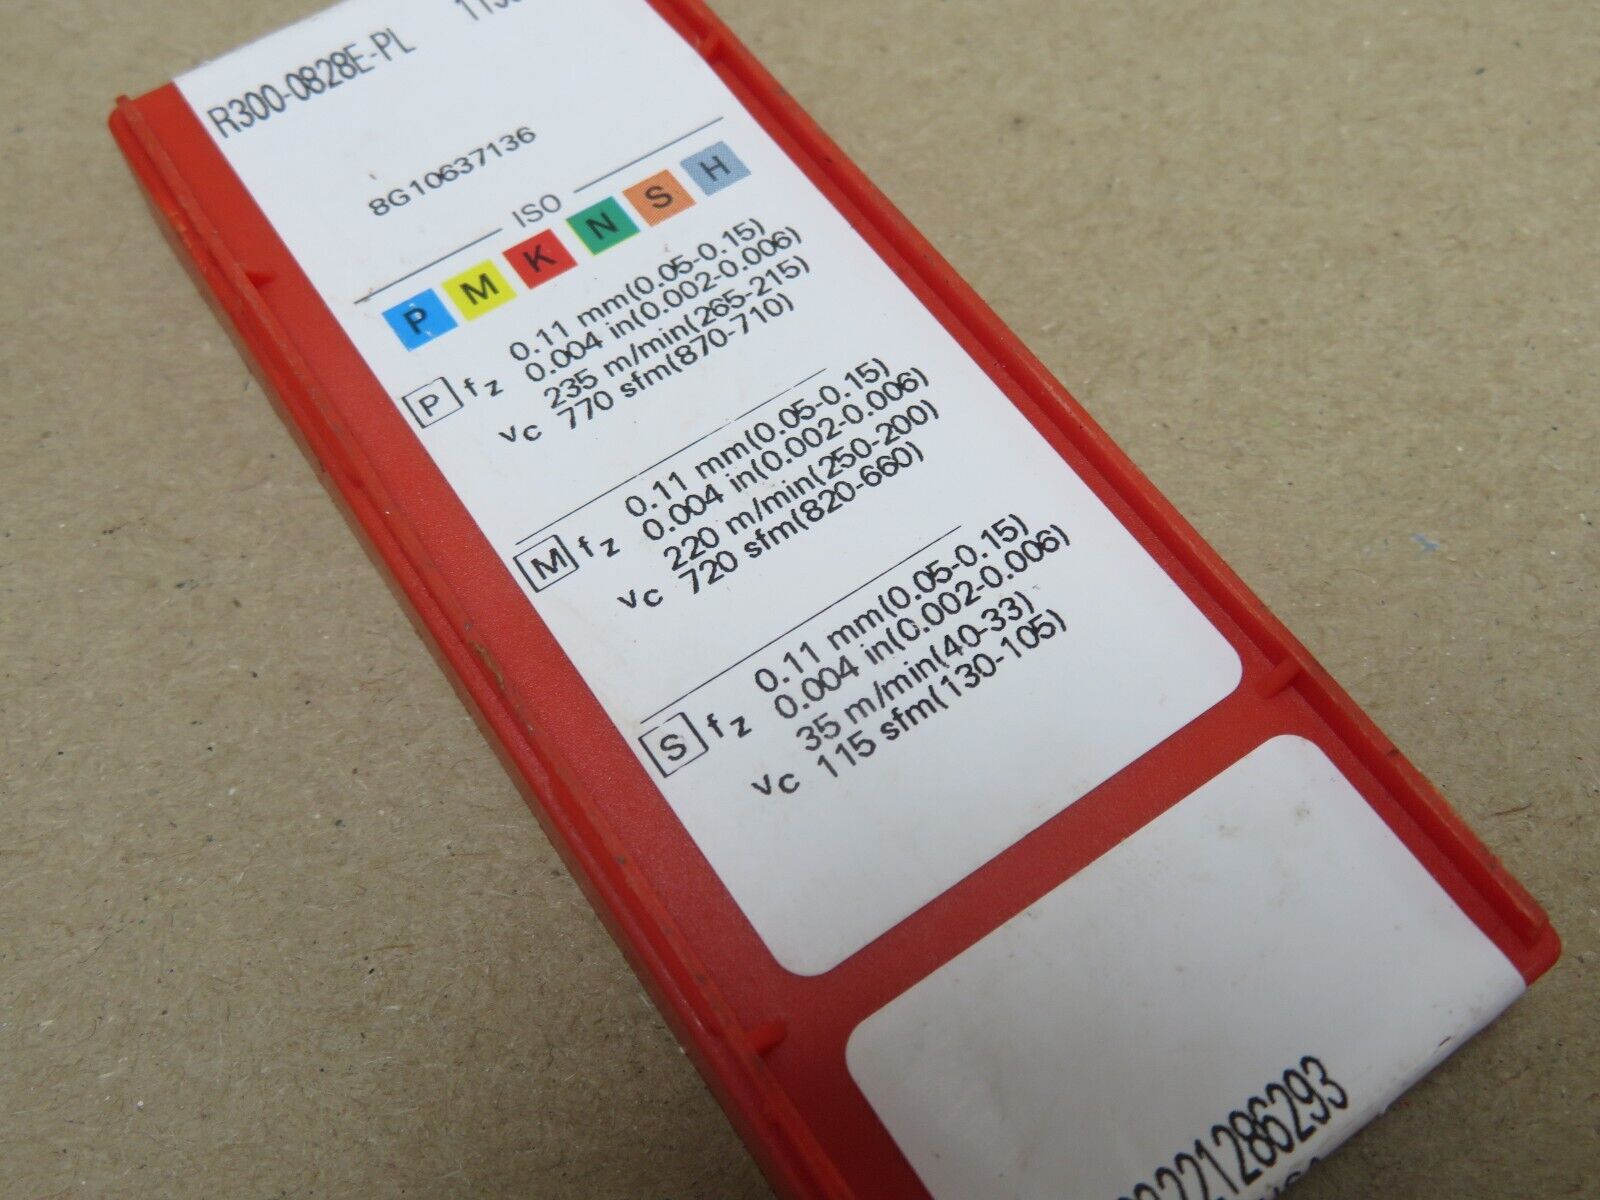 R300-0828E-PL
8G10637136
ISO
P M K N S H
0.11 mm(0.05-0.15)
P fz 0.004 in(0.002-0.006)
235 m/min(265-215)
vc 770 sfm(870-710)
0.11 mm(0.05-0.15)
M fz 0.004 in(0.002-0.006)
220 m/min(250-200)
vc 720 sfm(820-660)
0.11 mm(0.05-0.15)
S fz 0.004 in(0.002-0.006)
35 m/min(40-33)
vc 115 sfm(130-105)